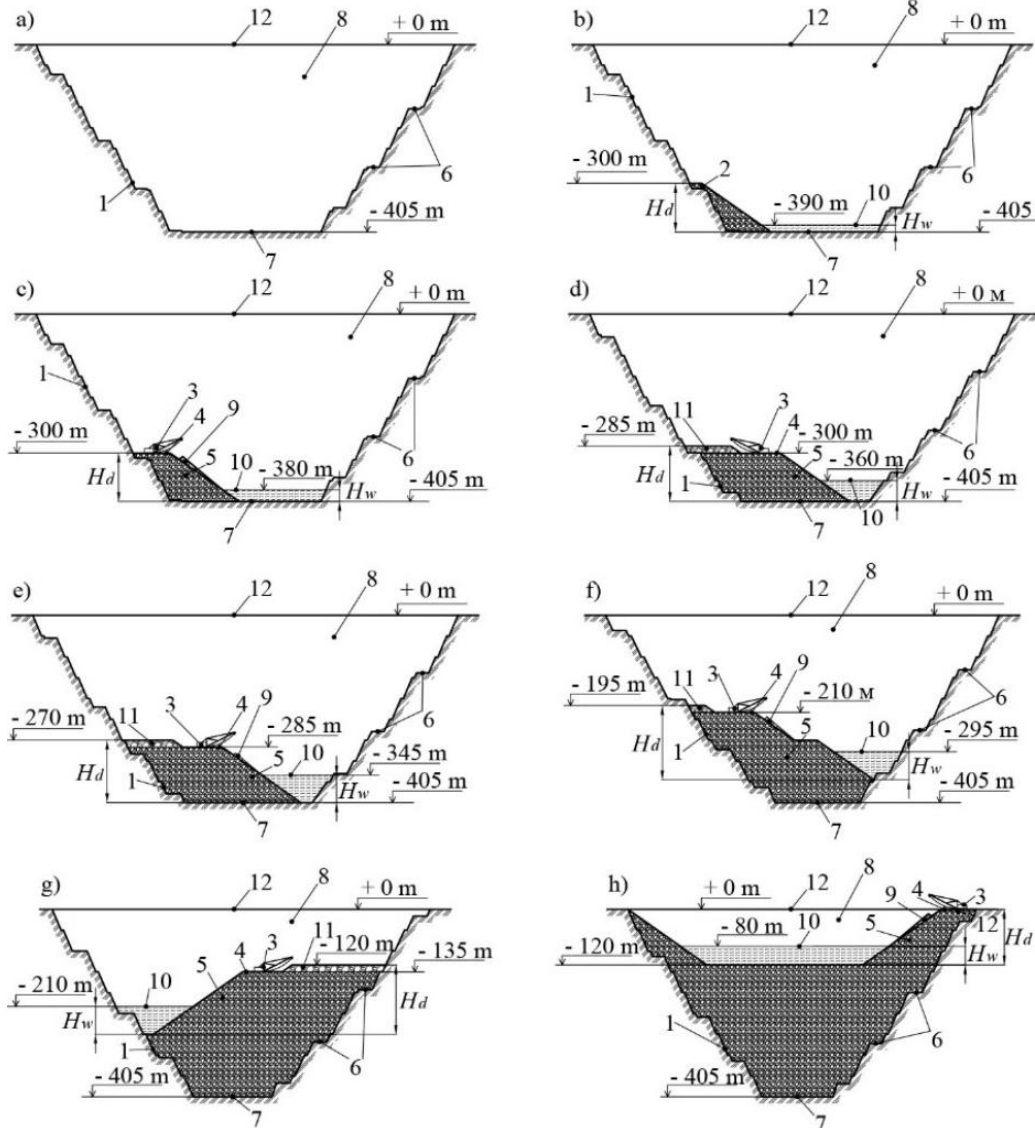 a) 12 8 + 0 m
1 6
- 405 m
7
b) 12 8 + 0 m
1
- 300 m 2 6
10
- 390 m
Hd Hw - 405
7
c) 12 8 + 0 m
1
3
4 9
- 300 m 5 10 - 380 m 6
Hd Hw - 405 m
7
d) 12 8 + 0 м
11 3
- 285 m 4 - 300 m
5 - 360 m 6
Hd 1 Hw - 405 m
7 10
e) 12 8 + 0 m
3 4 9
- 270 m 11 - 285 m 6
5 10 - 345 m
Hd 1 Hw - 405 m
7
f) 12 8 + 0 m
- 195 m 11 3 4 9 - 210 м 6
5 10 - 295 m
Hd 1 Hw
- 405 m
7
g) 12 8 + 0 m
4 3 11 - 120 m
- 135 m
- 210 m 10 5
Hw Hd
1 6
- 405 m
7
h) + 0 m 12 8 9 4 3
- 80 m 10 5 12
- 120 m Hd
Hw
1 6
- 405 m
7